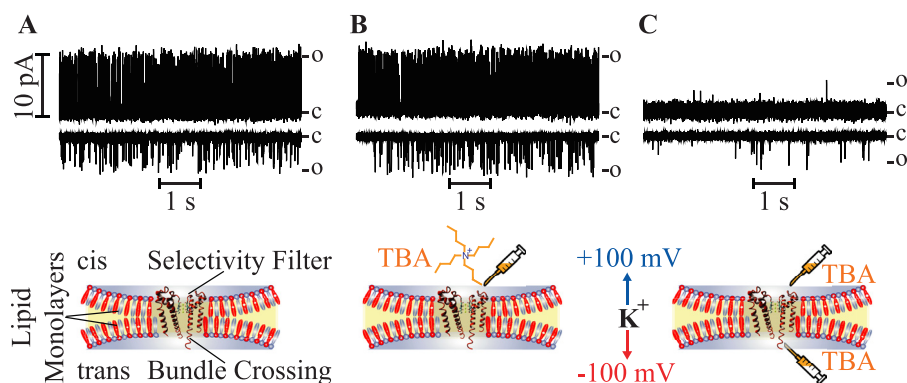 A
B
C
10 pA
-o
-c
-c
-o
1 s
-o
-c
-c
-o
1 s
-o
-c
-c
-o
1 s
Lipid
Monolayers
cis
Selectivity Filter
trans
Bundle Crossing
TBA
N+
+100 mV
K+
-100 mV
TBA
TBA